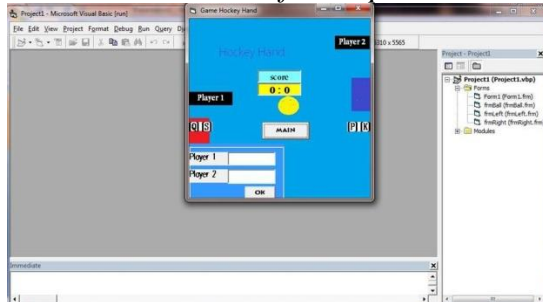 Project1 - Microsoft Visual Basic [run]
File Edit View Project Format Debug Run Query
5565
Game Hockey Hand
Hockey Hand
Player 2
score
0 : 0
Player 1
Q S
MAIN
P K
Player 1
Player 2
OK
Project - Project1
Project1 (Project1.vbp)
Forms
Form1 (Form1.frm)
frmBall (frmBall.frm)
frmLeft (frmLeft.frm)
frmRight (frmRight.frm)
Modules
Immediate